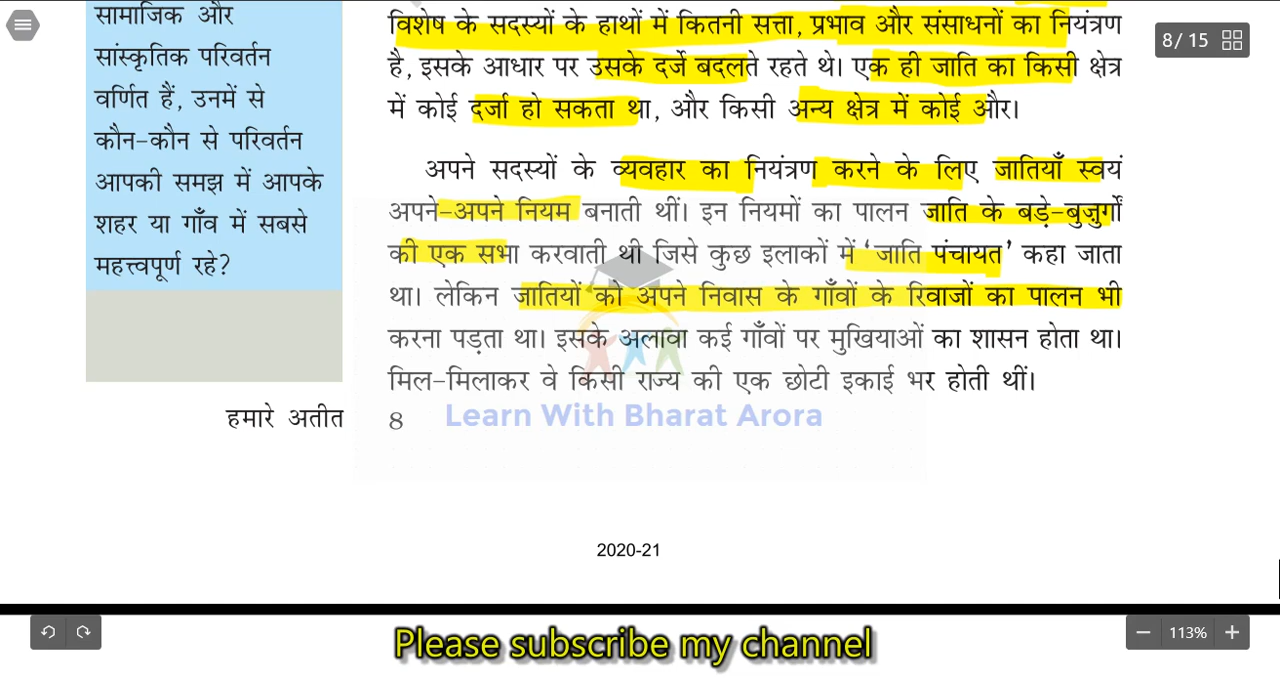 सामाजिक और
सांस्कृतिक परिवर्तन
वर्णित हैं, उनमें से
कौन-कौन से परिवर्तन
आपकी समझ में आपके
शहर या गाँव में सबसे
महत्त्वपूर्ण रहे?
विशेष के सदस्यों के हाथों में कितनी सत्ता, प्रभाव और संसाधनों का नियंत्रण
है, इसके आधार पर उसके दर्जे बदलते रहते थे। एक ही जाति का किसी क्षेत्र
में कोई दर्जा हो सकता था, और किसी अन्य क्षेत्र में कोई और।
अपने सदस्यों के व्यवहार का नियंत्रण करने के लिए जातियाँ स्वयं
अपने-अपने नियम बनाती थीं। इन नियमों का पालन जाति के बड़े-बुज़ुर्गों
की एक सभा करवाती थी जिसे कुछ इलाकों में ‘जाति पंचायत’ कहा जाता
था। लेकिन जातियों को अपने निवास के गाँवों के रिवाजों का पालन भी
करना पड़ता था। इसके अलावा कई गाँवों पर मुखियाओं का शासन होता था।
मिल-मिलाकर वे किसी राज्य की एक छोटी इकाई भर होती थीं।
हमारे अतीत 8
Learn With Bharat Arora
2020-21
8 / 15
113%
Please subscribe my channel